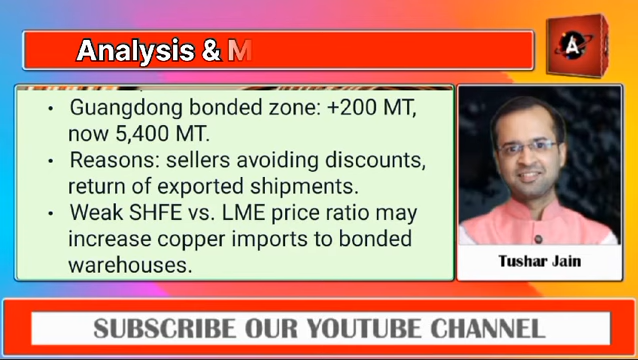 Analysis & M
A
• Guangdong bonded zone: +200 MT,
now 5,400 MT.
• Reasons: sellers avoiding discounts,
return of exported shipments.
• Weak SHFE vs. LME price ratio may
increase copper imports to bonded
warehouses.
Tushar Jain
SUBSCRIBE OUR YOUTUBE CHANNEL